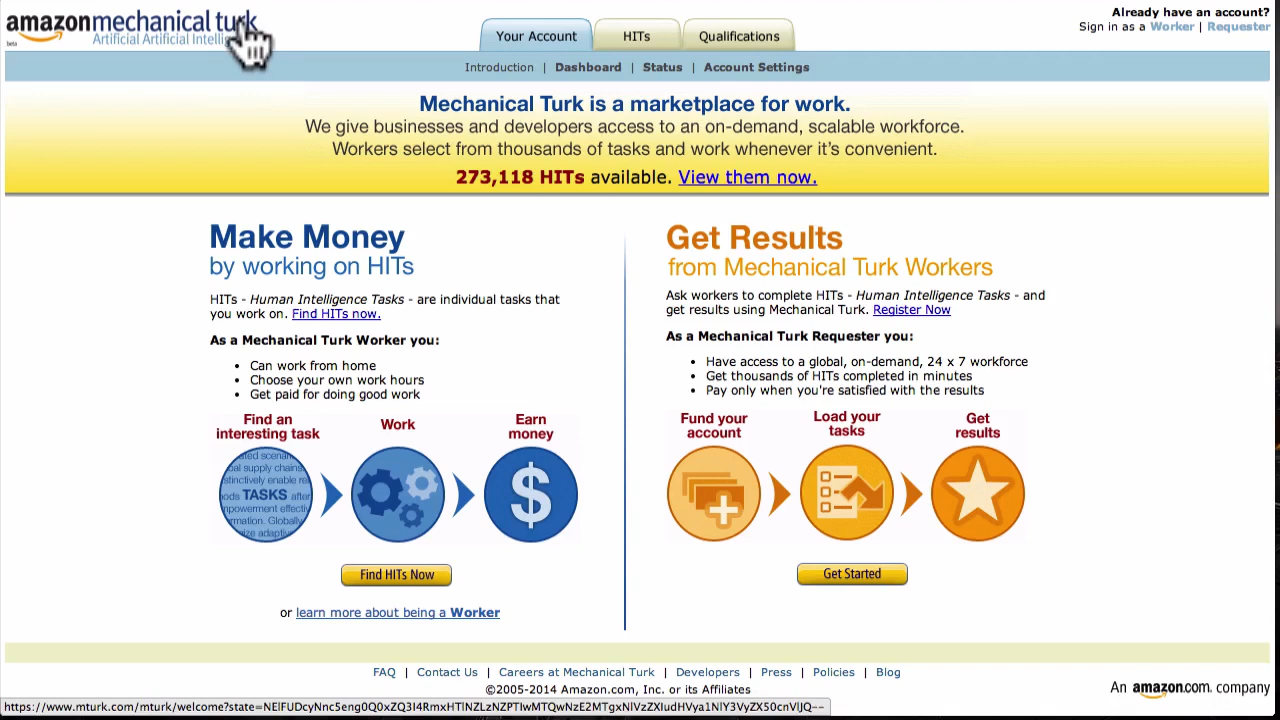 amazonmechanical turk
beta
Artificial Artificial
Your Account
HITs
Qualifications
Already have an account?
Sign in as a Worker | Requester
Introduction | Dashboard | Status | Account Settings
Mechanical Turk is a marketplace for work.
We give businesses and developers access to an on-demand, scalable workforce.
Workers select from thousands of tasks and work whenever it's convenient.
273,118 HITs available. View them now.
Make Money
by working on HITs
HITs - Human Intelligence Tasks - are individual tasks that
you work on. Find HITs now.
As a Mechanical Turk Worker you:
• Can work from home
• Choose your own work hours
• Get paid for doing good work
Find an
interesting task
Work
Earn
money
supply chains
TASKS
$
Find HITs Now
or learn more about being a Worker
Get Results
from Mechanical Turk Workers
Ask workers to complete HITs - Human Intelligence Tasks - and
get results using Mechanical Turk. Register Now
As a Mechanical Turk Requester you:
• Have access to a global, on-demand, 24 x 7 workforce
• Get thousands of HITs completed in minutes
• Pay only when you're satisfied with the results
Fund your
account
Load your
tasks
Get
results
Get Started
FAQ | Contact Us | Careers at Mechanical Turk | Developers | Press | Policies | Blog
©2005-2014 Amazon.com, Inc. or its Affiliates
An amazon.com. company